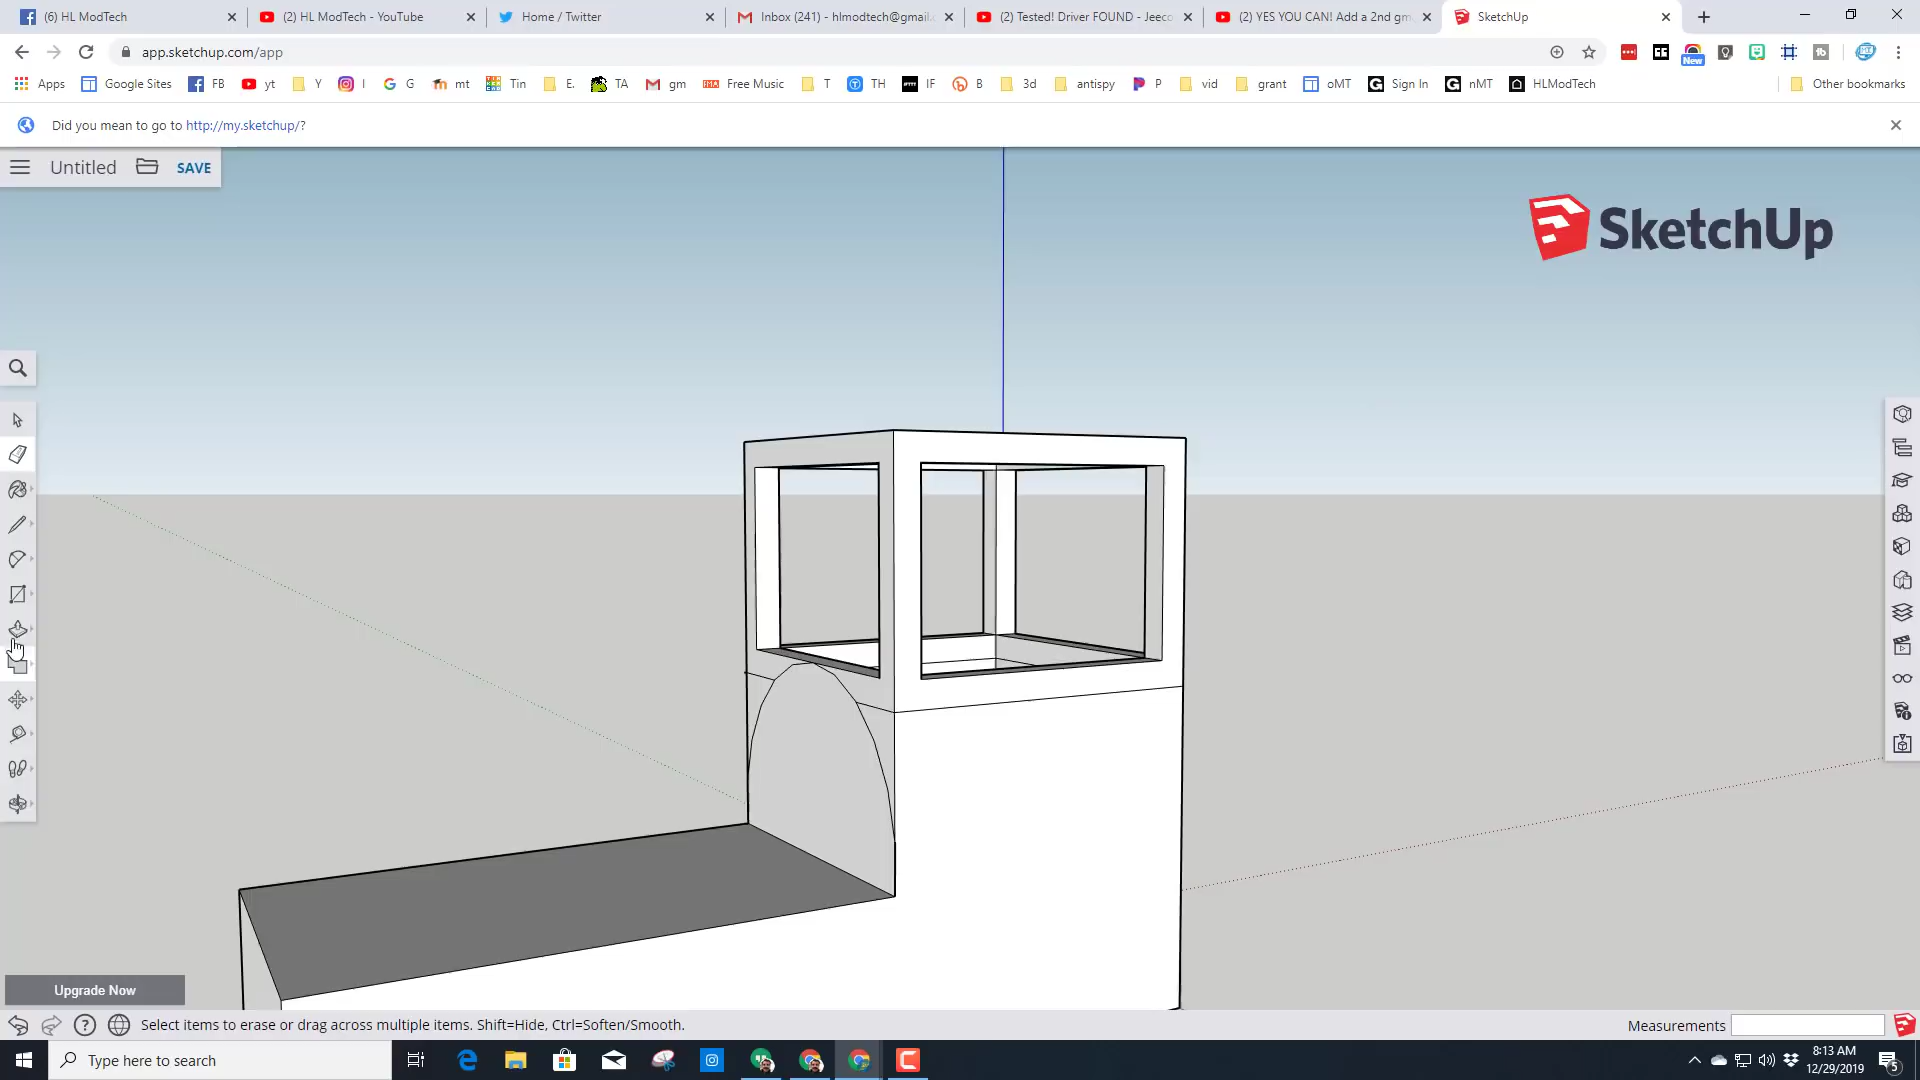 (6) HL ModTech
(2) HL ModTech - YouTube
Home / Twitter
Inbox (241) - hlmodtech@gmail.c
(2) Tested! Driver FOUND - Jeeco
(2) YES YOU CAN! Add a 2nd gm
SketchUp
app.sketchup.com/app
New
Apps
Google Sites
FB
yt
Y
I
G
mt
Tin
E.
TA
gm
Free Music
T
TH
IF
B
3d
antispy
P
vid
grant
oMT
Sign In
nMT
HLModTech
Other bookmarks
Did you mean to go to http://my.sketchup/?
Untitled
SAVE
SketchUp
Upgrade Now
Select items to erase or drag across multiple items. Shift=Hide, Ctrl=Soften/Smooth.
Measurements
Type here to search
8:13 AM
12/29/2019
5